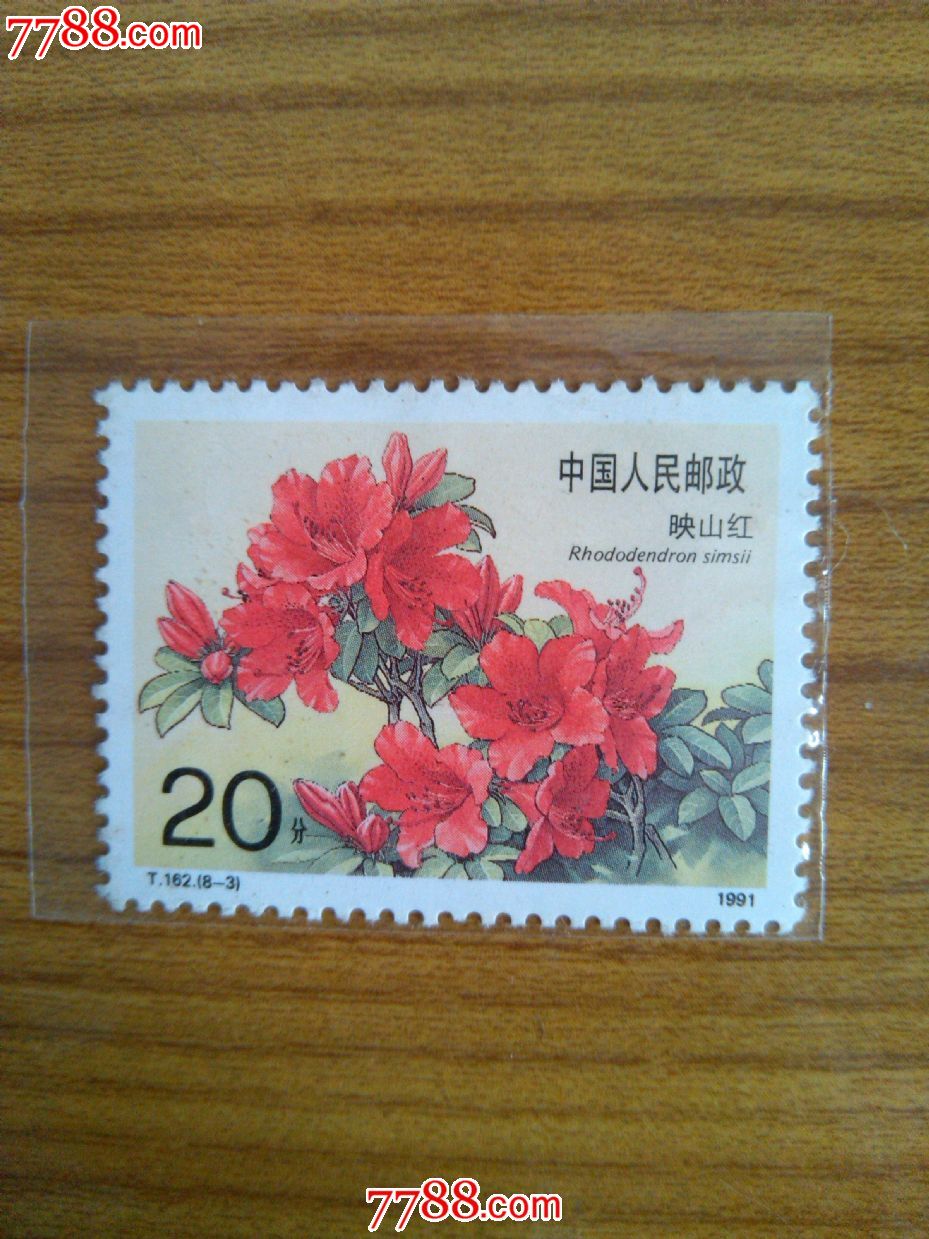 7788.com
中国人民邮政
映山红
Rhododendron simsii
20分
T.162.(8-3)
1991
7788.com